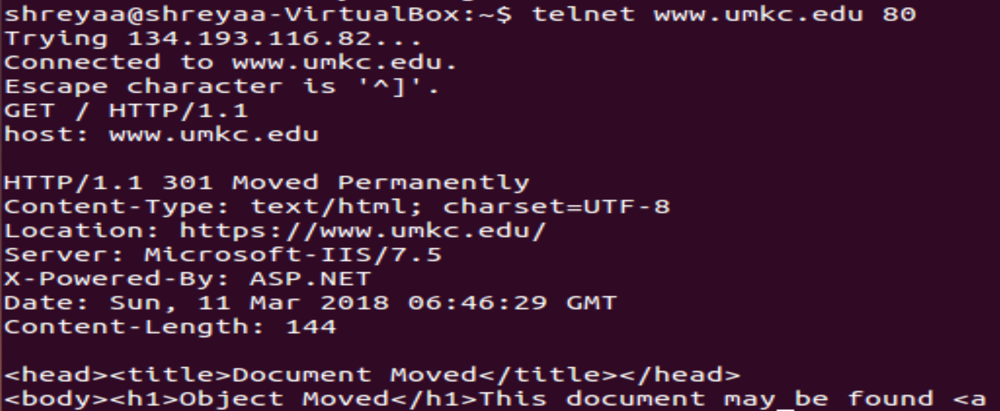 shreyaa@shreyaa-VirtualBox:~$ telnet www.umkc.edu 80
Trying 134.193.116.82...
Connected to www.umkc.edu.
Escape character is '^]'.
GET / HTTP/1.1
host: www.umkc.edu

HTTP/1.1 301 Moved Permanently
Content-Type: text/html; charset=UTF-8
Location: https://www.umkc.edu/
Server: Microsoft-IIS/7.5
X-Powered-By: ASP.NET
Date: Sun, 11 Mar 2018 06:46:29 GMT
Content-Length: 144

<head><title>Document Moved</title></head>
<body><h1>Object Moved</h1>This document may be found <a